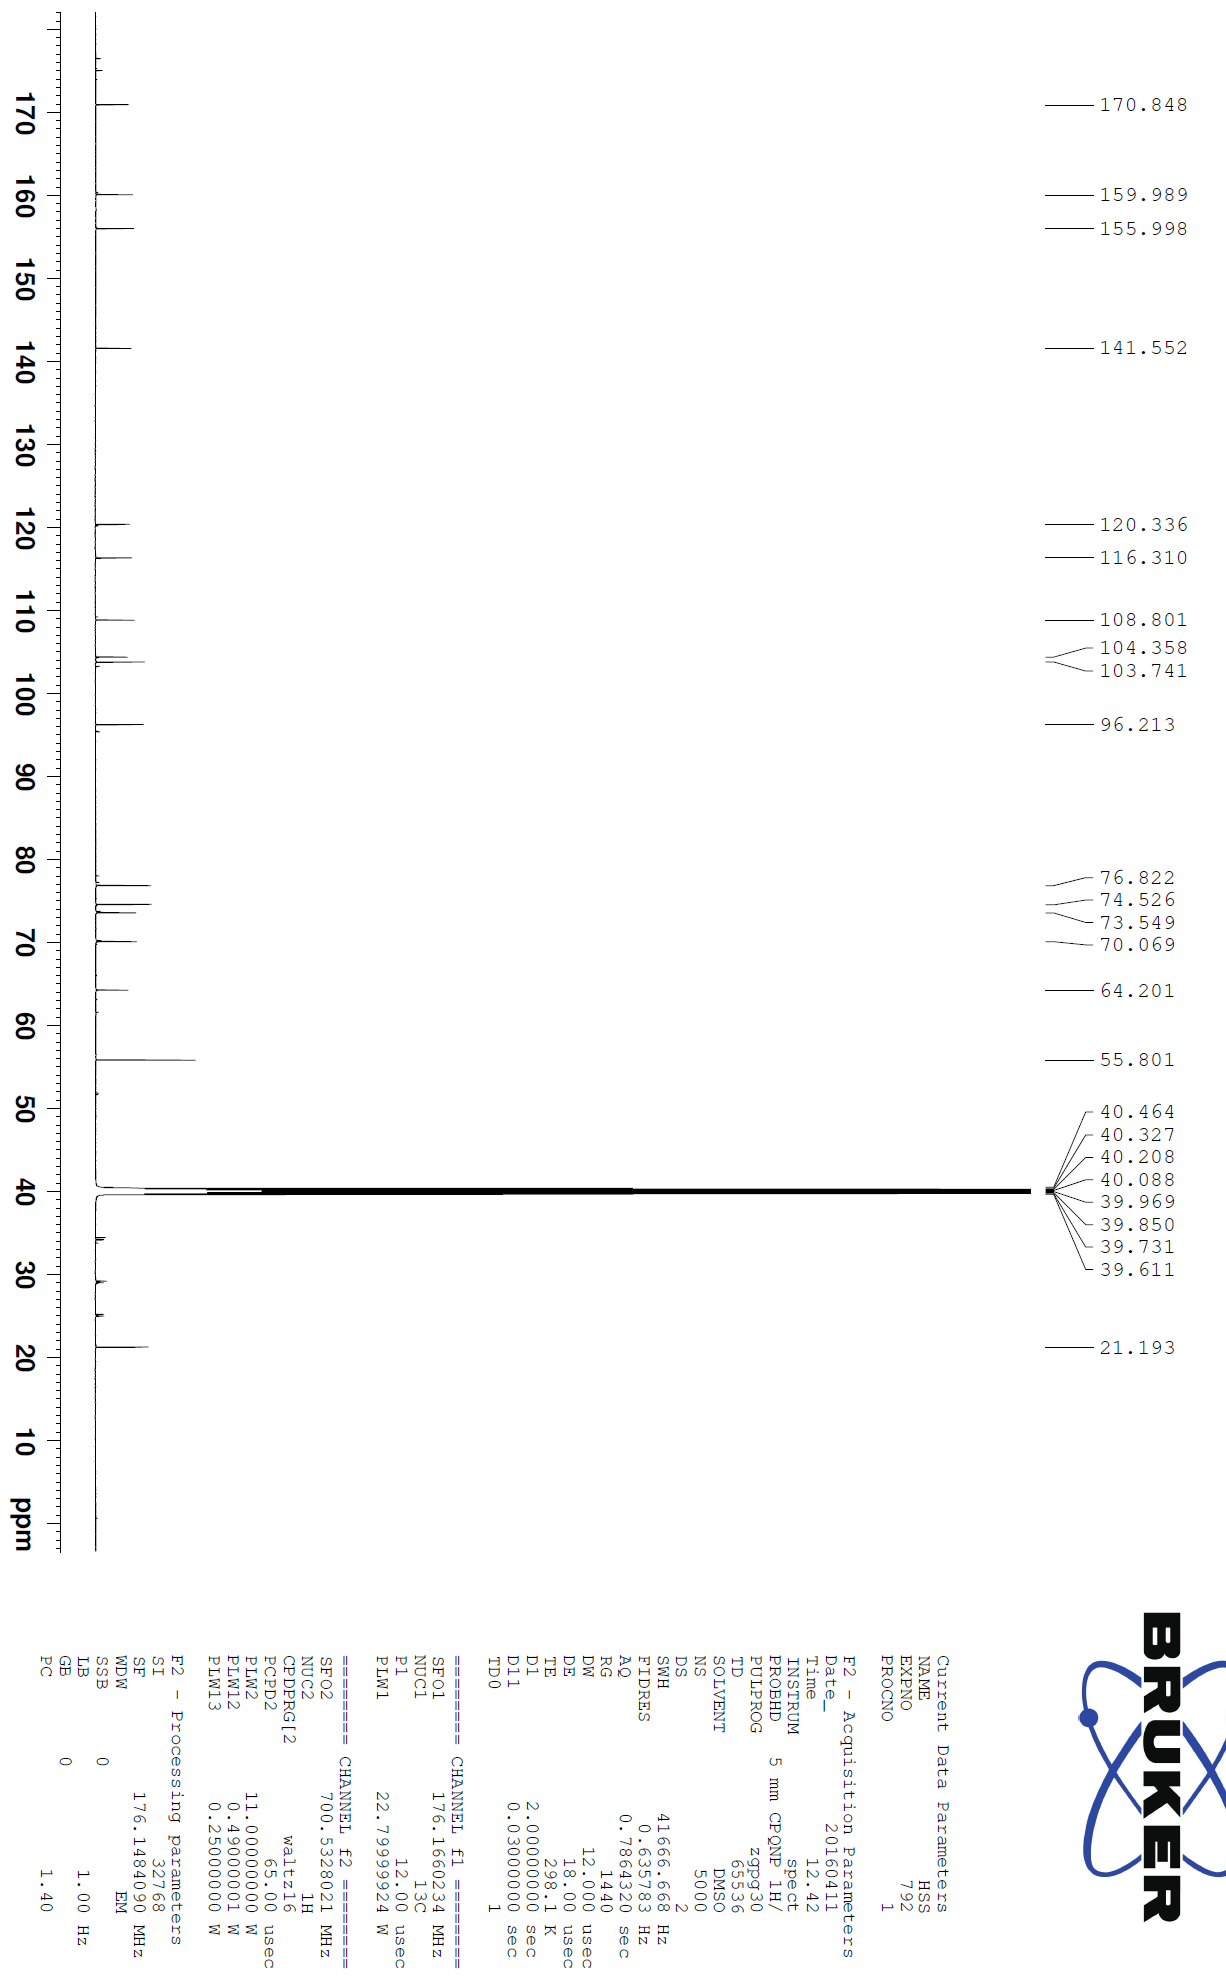 170.848
159.989
155.998
141.552
120.336
116.310
108.801
104.358
103.741
96.213
76.822
74.526
73.549
70.069
64.201
55.801
40.464
40.327
40.208
40.088
39.969
39.850
39.731
39.611
21.193
170 160 150 140 130 120 110 100 90 80 70 60 50 40 30 20 10 ppm
BRUKER
Current Data Parameters
NAME HSS
EXPNO 792
PROCNO 1
F2 - Acquisition Parameters
Date_ 20160411
Time 12.42
INSTRUM spect
PROBHD 5 mm CPQNP 1H/
PULPROG zgpg30
TD 65536
SOLVENT DMSO
NS 5000
DS 2
SWH 41666.668 Hz
FIDRES 0.635783 Hz
AQ 0.7864320 sec
RG 1440
DW 12.000 usec
DE 18.00 usec
TE 298.1 K
D1 2.00000000 sec
D11 0.03000000 sec
TD0 1
======== CHANNEL f1 ========
SFO1 176.1660234 MHz
NUC1 13C
P1 12.00 usec
PLW1 22.79999924 W
======== CHANNEL f2 ========
SFO2 700.5328021 MHz
NUC2 1H
CPDPRG[2 waltz16
PCPD2 65.00 usec
PLW2 11.00000000 W
PLW12 0.49000001 W
PLW13 0.25000000 W
F2 - Processing parameters
SI 32768
SF 176.1484090 MHz
WDW EM
SSB 0
LB 1.00 Hz
GB 0
PC 1.40